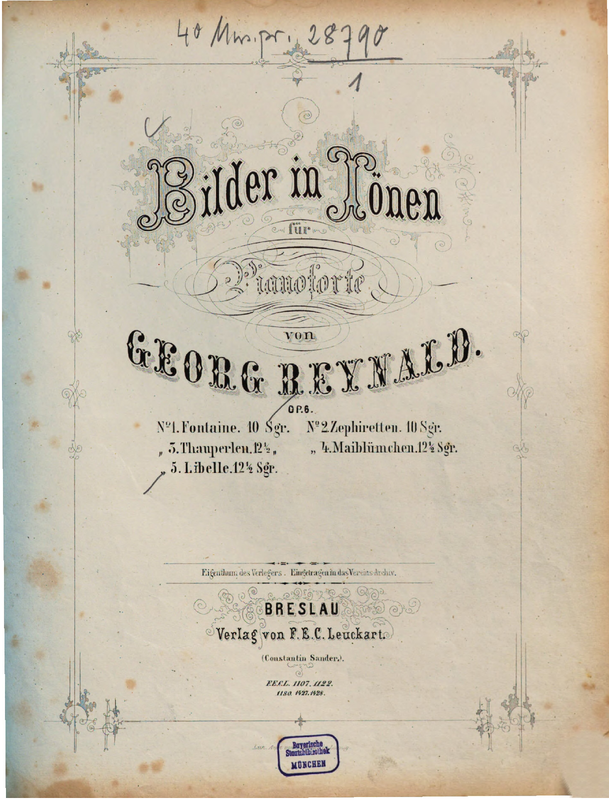 40 Mus.pr. 28790
1
Bilder in Tönen
für
Pianoforte
von
GEORG REYNALD.
OP. 6.
No 1. Fontaine. 10 Sgr. No 2. Zephiretten. 10 Sgr.
„ 3. Thauperlen. 12½ „ „ 4. Maiblümchen. 12½ Sgr.
„ 5. Libelle. 12½ Sgr.
Eigenthum des Verlegers. Eingetragen in das Vereins-Archiv.
BRESLAU
Verlag von F. E. C. Leuckart.
(Constantin Sander.)
F.E.C.L. 1107. 1122.
1180. 1427. 1428.
Bayerische
Staatsbibliothek
MÜNCHEN